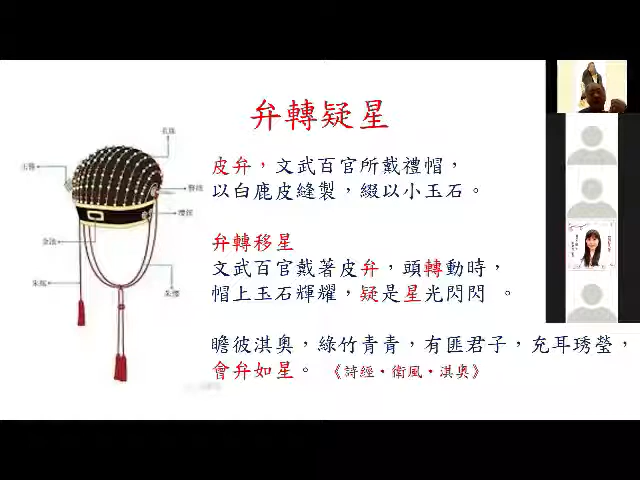 弁轉疑星
皮弁，文武百官所戴禮帽，
以白鹿皮縫製，綴以小玉石。
弁轉移星
文武百官戴著皮弁，頭轉動時，
帽上玉石輝耀，疑是星光閃閃 。
瞻彼淇奧，綠竹青青，有匪君子，充耳琇瑩，
會弁如星。《詩經·衛風·淇奧》